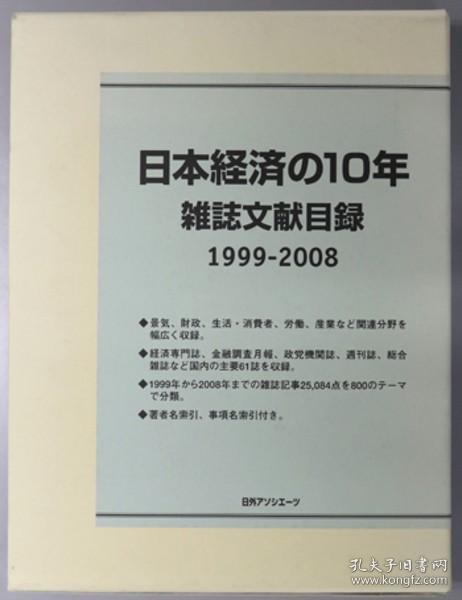 日本経済の10年
雑誌文献目録
1999-2008
◆景気、財政、生活・消費者、労働、産業など関連分野を
幅広く収録。
◆経済専門誌、金融調査月報、政党機関誌、週刊誌、総合
雑誌など国内の主要61誌を収録。
◆1999年から2008年までの雑誌記事25,084点を800のテーマ
で分類。
◆著者名索引、事項名索引付き。
日外アソシエーツ
孔夫子旧书网
www.kongfz.com